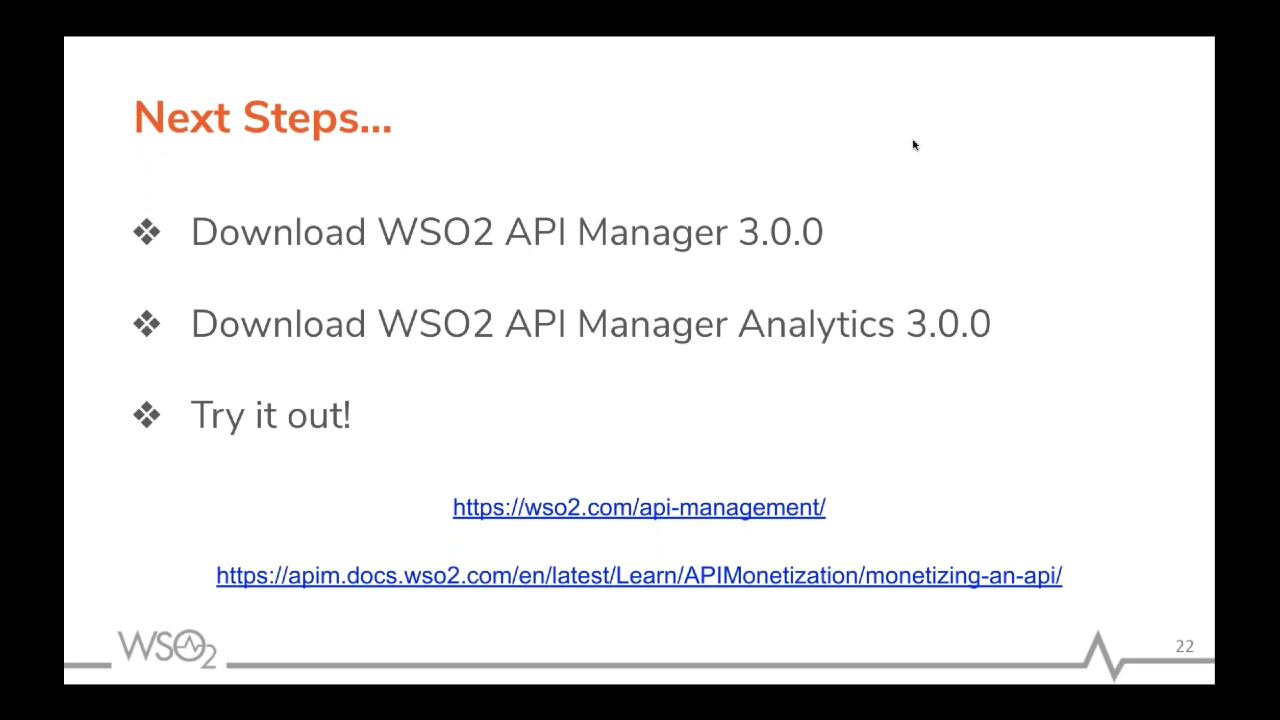 Next Steps...
❖ Download WSO2 API Manager 3.0.0
❖ Download WSO2 API Manager Analytics 3.0.0
❖ Try it out!
https://wso2.com/api-management/
https://apim.docs.wso2.com/en/latest/Learn/APIMonetization/monetizing-an-api/
WSO2
22